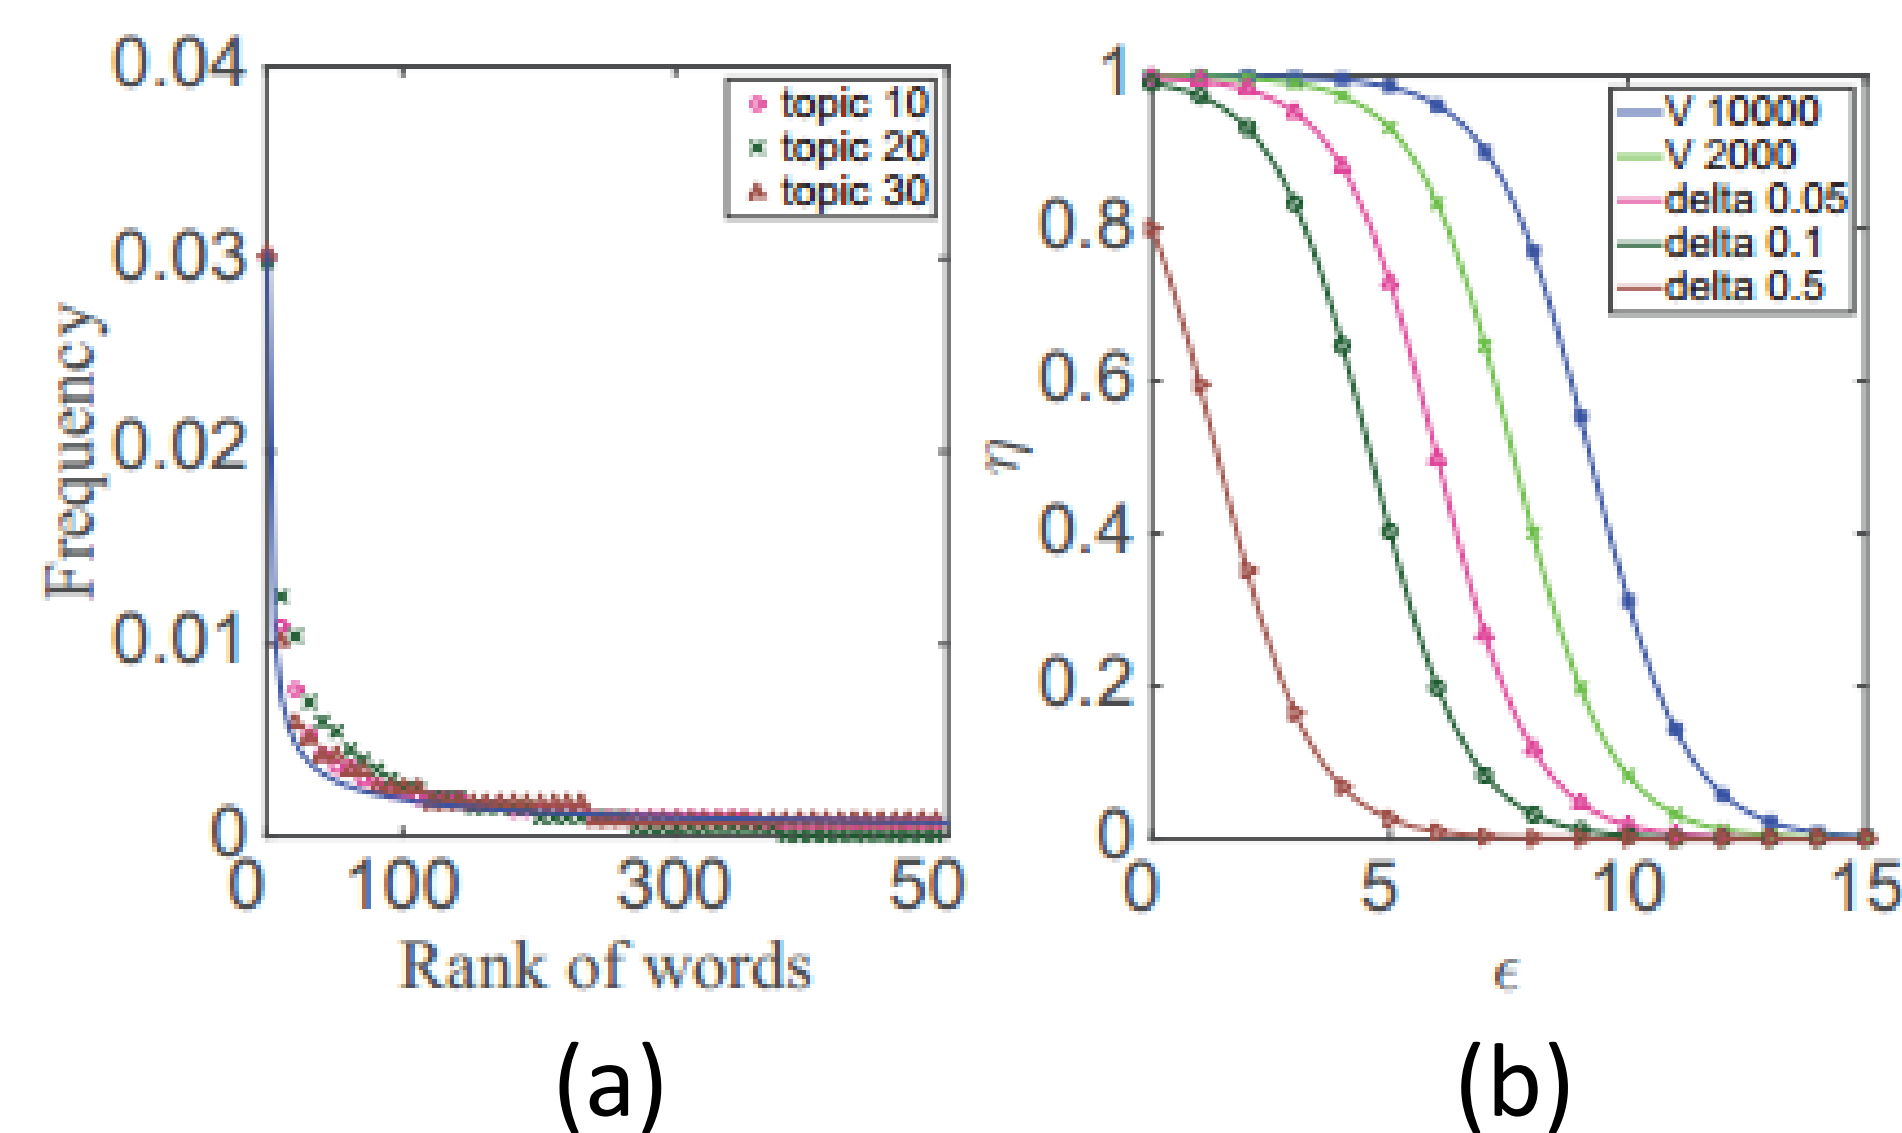 0.04
0.03
0.02
0.01
0
Frequency
topic 10
topic 20
topic 30
0
100
300
50
Rank of words
(a)
1
0.8
0.6
0.4
0.2
0
η
V 10000
V 2000
delta 0.05
delta 0.1
delta 0.5
0
5
10
15
ϵ
(b)